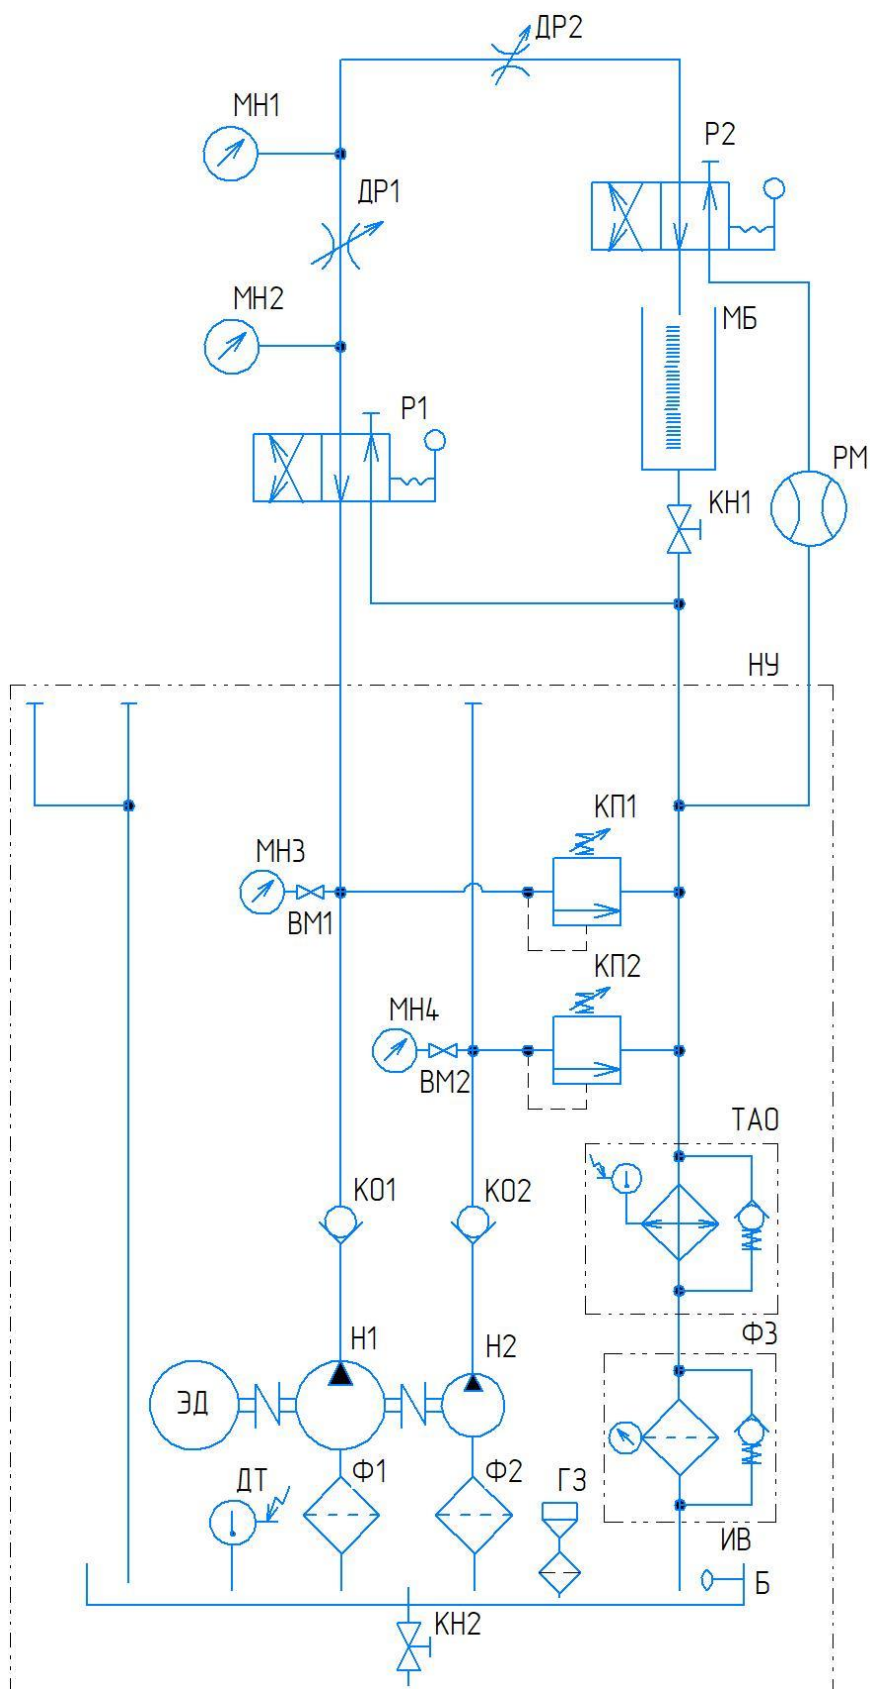 ДР2
МН1
Р2
ДР1
МН2
МБ
Р1
РМ
КН1
НУ
КП1
МН3
ВМ1
КП2
МН4
ВМ2
ТАО
КО1
КО2
Н1
Н2
ФЗ
ЭД
ДТ
Ф1
Ф2
ГЗ
ИВ
Б
КН2